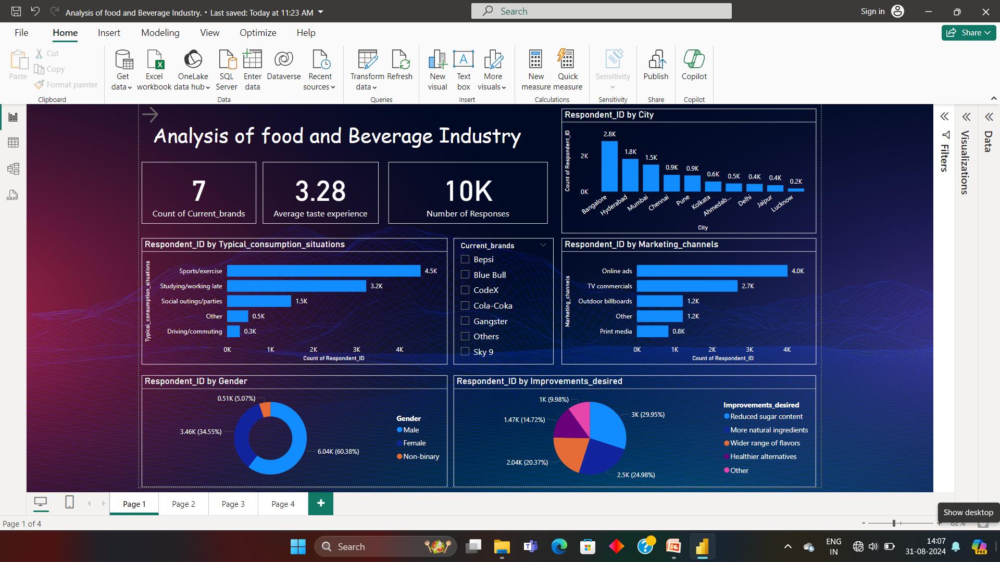 Analysis of food and Beverage Industry. • Last saved: Today at 11:23 AM
Search
Sign in
File
Home
Insert
Modeling
View
Optimize
Help
Share
Paste
Cut
Copy
Format painter
Clipboard
Get data
Excel workbook
OneLake data hub
SQL Server
Enter data
Dataverse
Recent sources
Data
Transform data
Refresh
Queries
New visual
Text box
More visuals
Insert
New measure
Quick measure
Calculations
Sensitivity
Sensitivity
Publish
Share
Copilot
Copilot
Analysis of food and Beverage Industry
7
Count of Current_brands
3.28
Average taste experience
10K
Number of Responses
Respondent_ID by City
Count of Respondent_ID
2K
0K
2.8K
1.8K
1.5K
0.9K
0.9K
0.6K
0.5K
0.4K
0.4K
0.2K
Bangalore
Hyderabad
Mumbai
Chennai
Pune
Kolkata
Ahmedab...
Delhi
Jaipur
Lucknow
City
Respondent_ID by Typical_consumption_situations
Typical_consumption_situations
Sports/exercise 4.5K
Studying/working late 3.2K
Social outings/parties 1.5K
Other 0.5K
Driving/commuting 0.3K
0K 1K 2K 3K 4K
Count of Respondent_ID
Current_brands
Bepsi
Blue Bull
CodeX
Cola-Coka
Gangster
Others
Sky 9
Respondent_ID by Marketing_channels
Marketing_channels
Online ads 4.0K
TV commercials 2.7K
Outdoor billboards 1.2K
Other 1.2K
Print media 0.8K
0K 1K 2K 3K 4K
Count of Respondent_ID
Respondent_ID by Gender
0.51K (5.07%)
3.46K (34.55%)
6.04K (60.38%)
Gender
Male
Female
Non-binary
Respondent_ID by Improvements_desired
1K (9.98%)
1.47K (14.72%)
2.04K (20.37%)
3K (29.95%)
2.5K (24.98%)
Improvements_desired
Reduced sugar content
More natural ingredients
Wider range of flavors
Healthier alternatives
Other
Filters
Visualizations
Data
DAX
Page 1
Page 2
Page 3
Page 4
Page 1 of 4
82%
Show desktop
Search
ENG
IN
14:07
31-08-2024
PRE